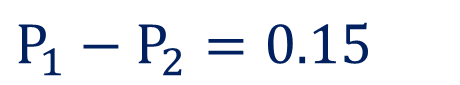 P₁ − P₂ = 0.15